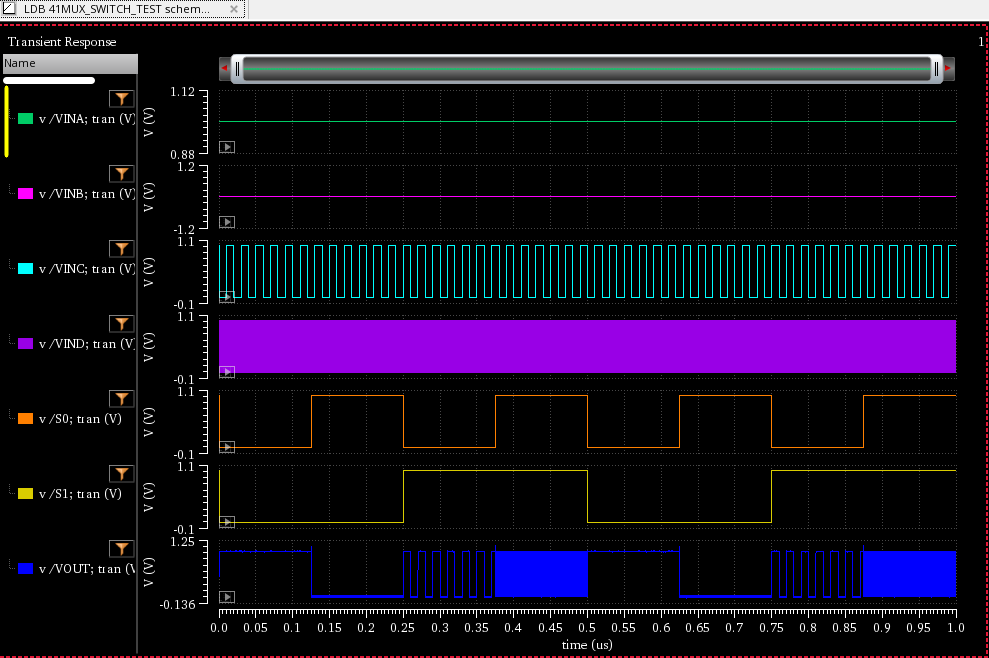 LDB 41MUX_SWITCH_TEST schem...
Transient Response
1
Name
v /VINA; tran (V)
V (V)
1.12
0.88
v /VINB; tran (V)
V (V)
1.2
-1.2
v /VINC; tran (V)
V (V)
1.1
-0.1
v /VIND; tran (V)
V (V)
1.1
-0.1
v /S0; tran (V)
V (V)
1.1
-0.1
v /S1; tran (V)
V (V)
1.1
-0.1
v /VOUT; tran (V
V (V)
1.25
-0.136
0.0 0.05 0.1 0.15 0.2 0.25 0.3 0.35 0.4 0.45 0.5 0.55 0.6 0.65 0.7 0.75 0.8 0.85 0.9 0.95 1.0
time (us)